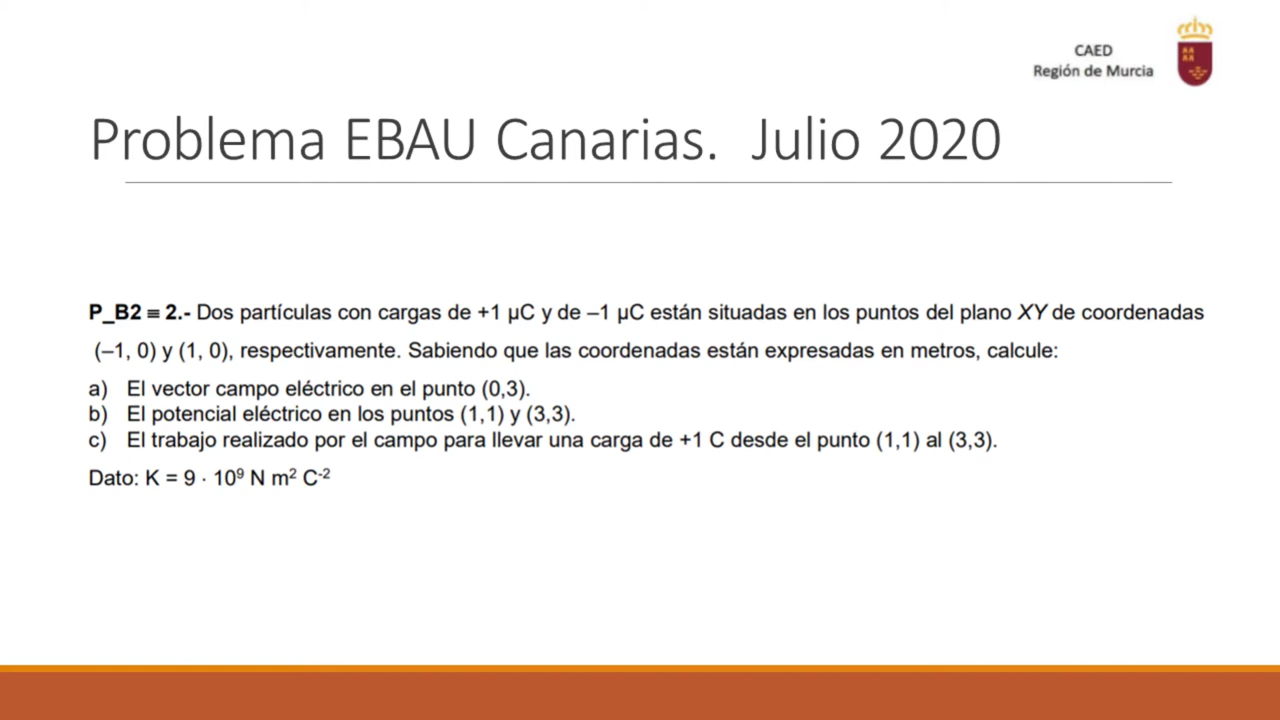 CAED
Región de Murcia
Problema EBAU Canarias. Julio 2020
P_B2 ≡ 2.- Dos partículas con cargas de +1 μC y de –1 μC están situadas en los puntos del plano XY de coordenadas
(–1, 0) y (1, 0), respectivamente. Sabiendo que las coordenadas están expresadas en metros, calcule:
a) El vector campo eléctrico en el punto (0,3).
b) El potencial eléctrico en los puntos (1,1) y (3,3).
c) El trabajo realizado por el campo para llevar una carga de +1 C desde el punto (1,1) al (3,3).
Dato: K = 9 · 10⁹ N m² C⁻²